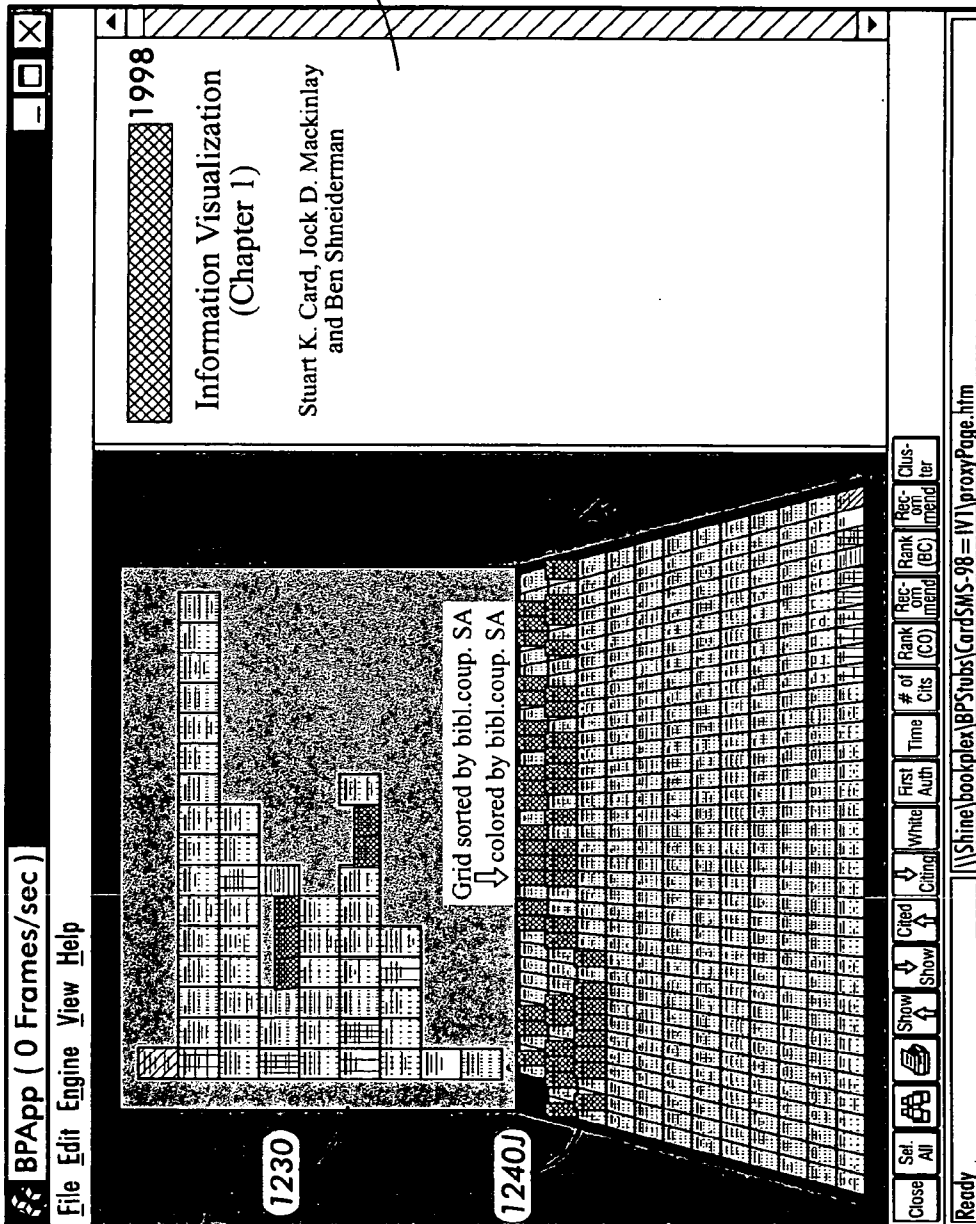 BPApp ( 0 Frames/sec )
File Edit Engine View Help
1230
1240J
Grid sorted by bibl.coup. SA
⇩ colored by bibl.coup. SA
1998
Information Visualization
(Chapter 1)
Stuart K. Card, Jock D. Mackinlay
and Ben Shneiderman
Close
Sel
All
Show
⇧
⇩
Show
Cited
⇧
⇩
Citing
White
First
Auth
Time
# of
Cits
Rank
(CO)
Rec-
om
mend
Rank
(BC)
Rec-
om
mend
Clus-
ter
Ready
\\Shine\bookplex\BPStubs\CardSMS-98=IV1\proxyPage.htm